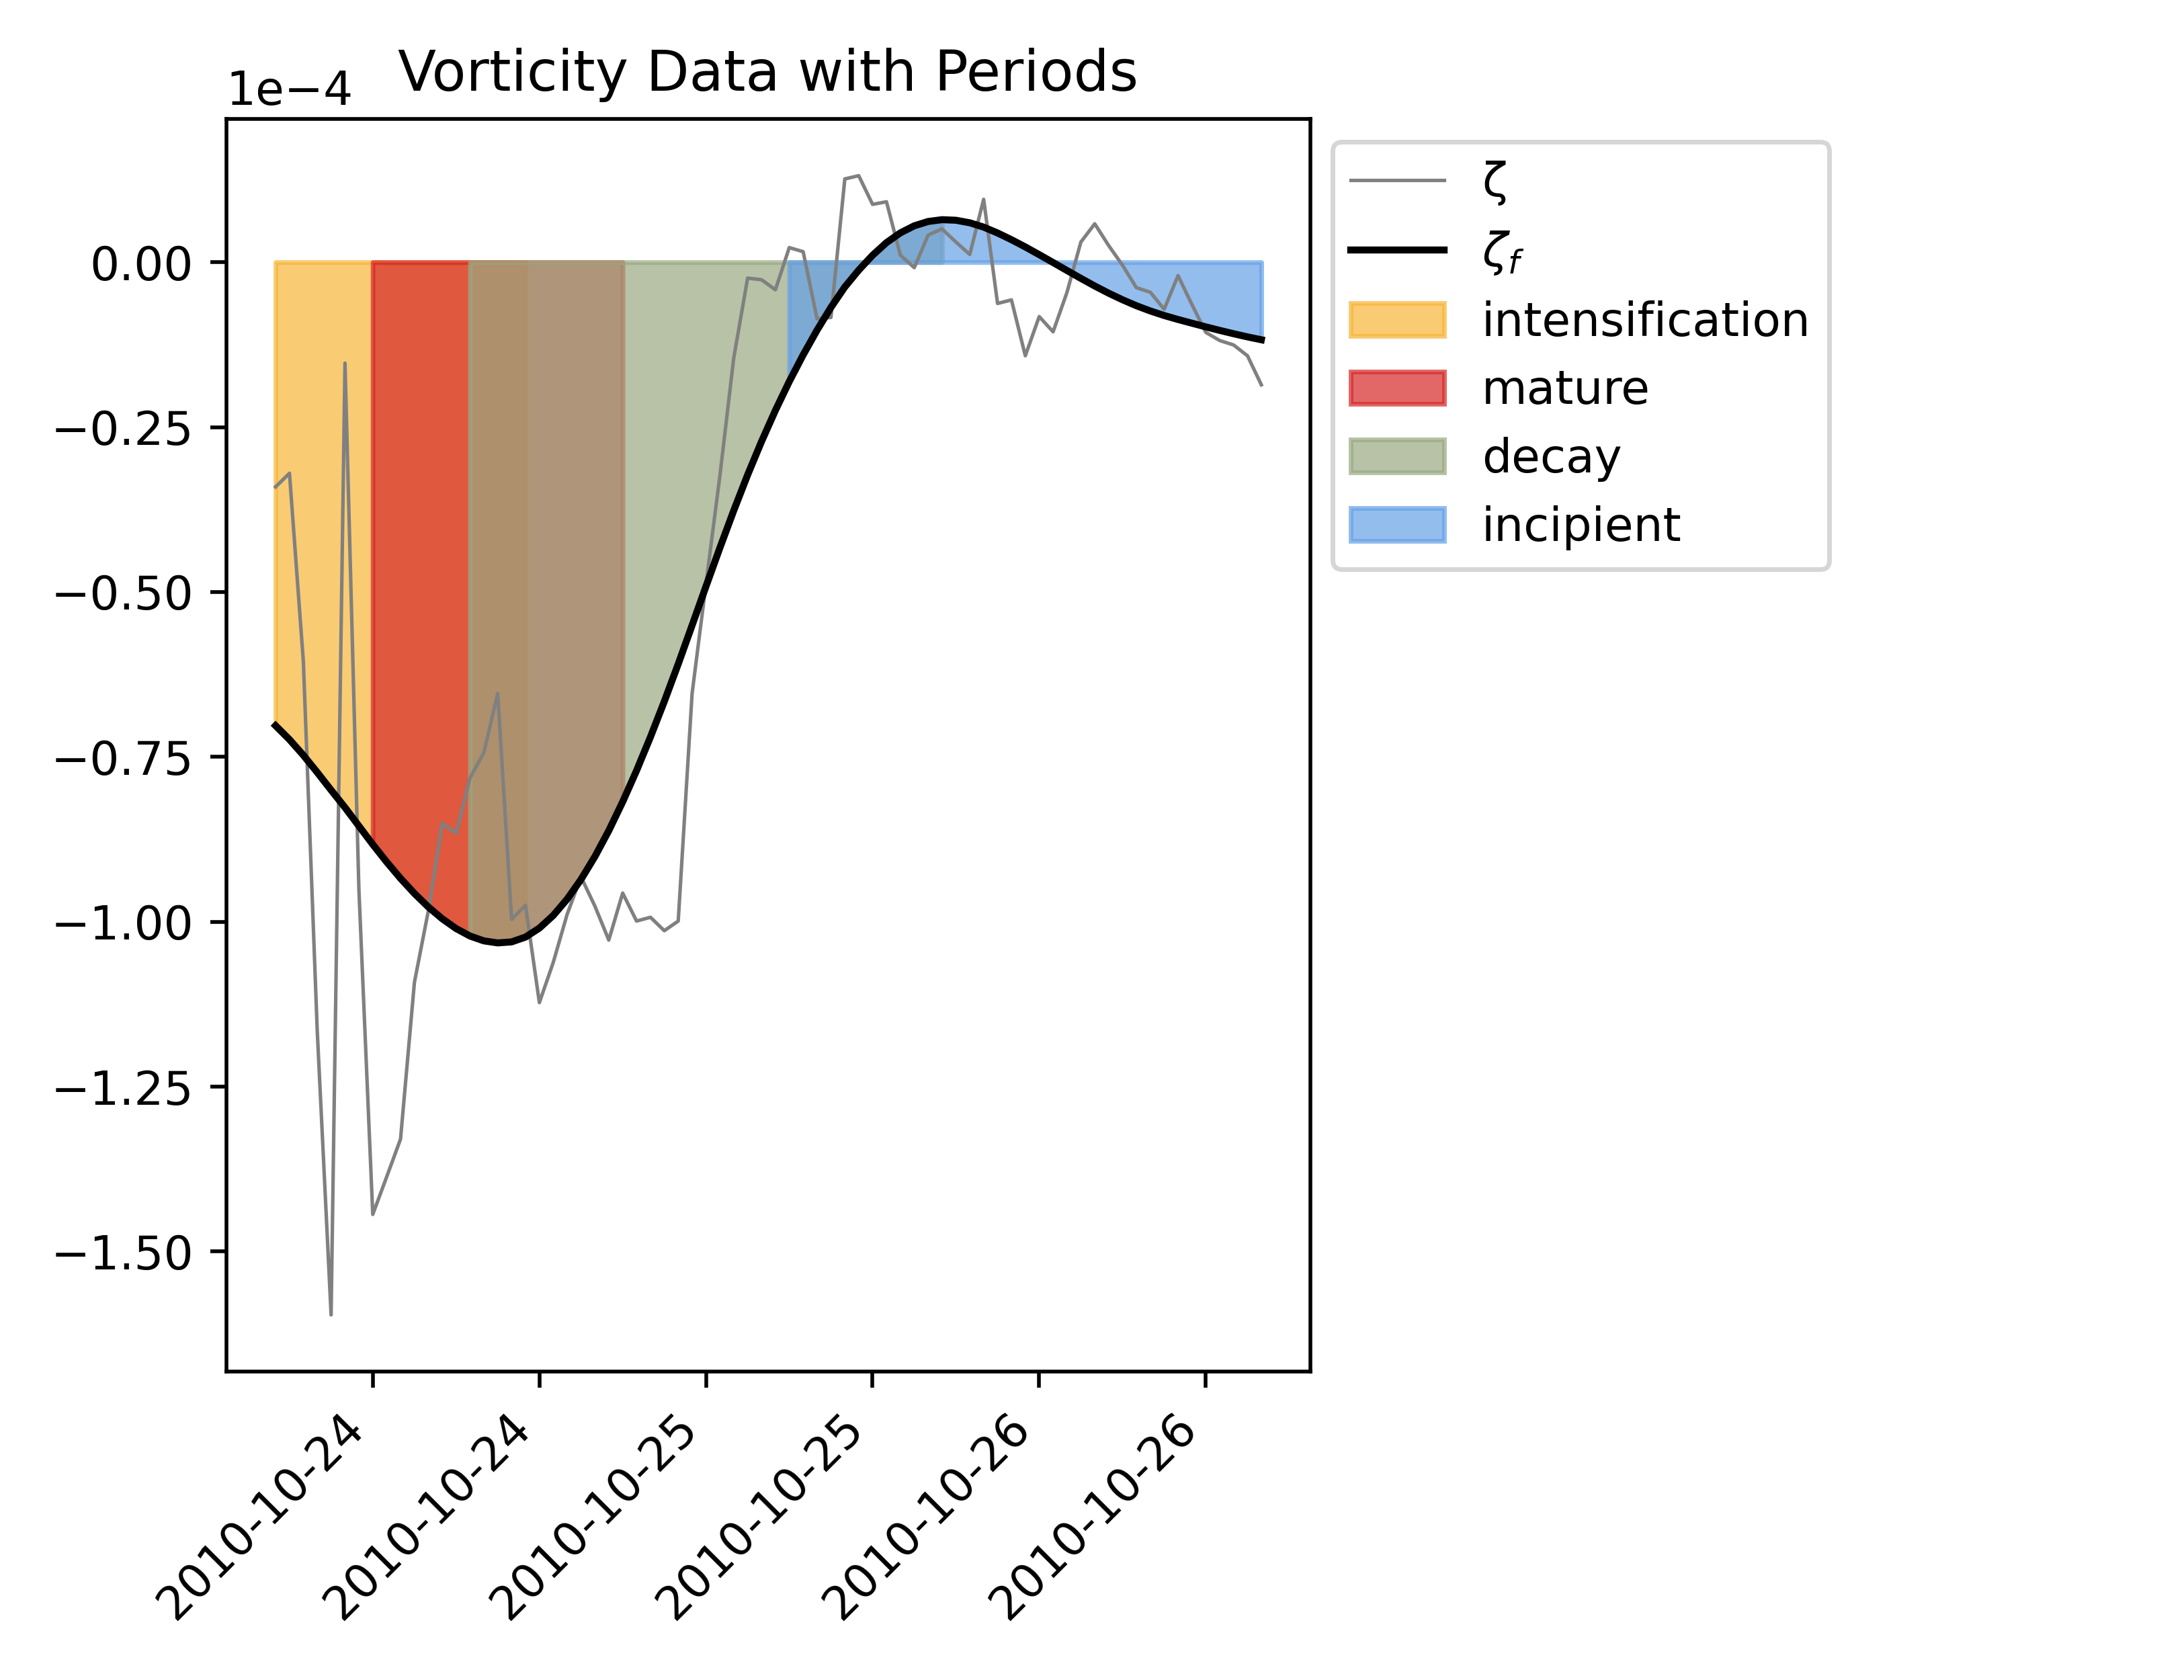 Vorticity Data with Periods
1e−4
0.00
−0.25
−0.50
−0.75
−1.00
−1.25
−1.50
2010-10-24
2010-10-24
2010-10-25
2010-10-25
2010-10-26
2010-10-26
ζ
ζf
intensification
mature
decay
incipient